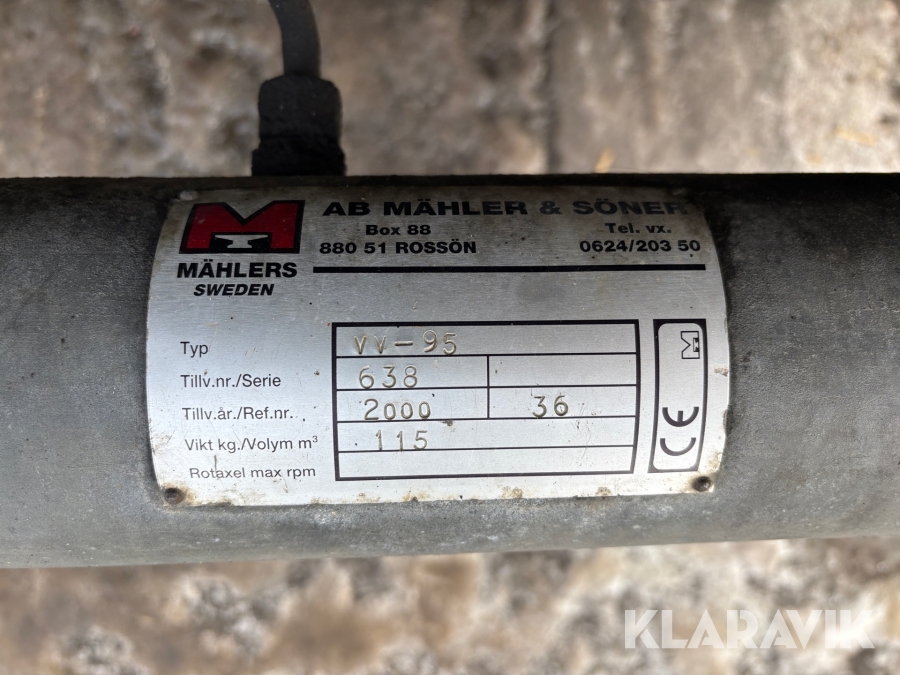 M
MÄHLERS
SWEDEN
AB MÄHLER & SÖNER
Box 88
880 51 ROSSÖN
Tel. vx.
0624/203 50
Typ VV-95
Tillv.nr./Serie 638
Tillv.år./Ref.nr. 2000 36
Vikt kg./Volym m³ 115
Rotaxel max rpm
M
CE
KLARAVIK